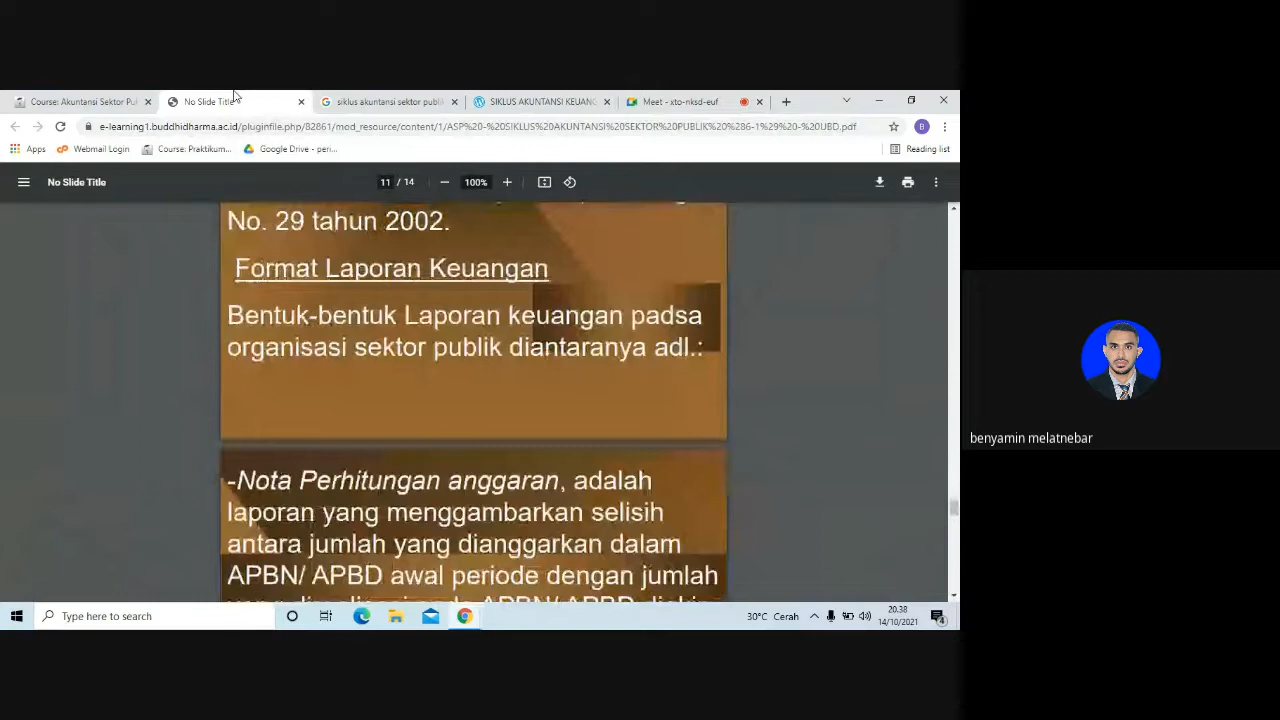 Course: Akuntansi Sektor Pu
No Slide Title
siklus akuntansi sektor publi
SIKLUS AKUNTANSI KEUANG
Meet - xto-nksd-euf
e-learning1.buddhidharma.ac.id/pluginfile.php/82861/mod_resource/content/1/ASP%20-%20SIKLUS%20AKUNTANSI%20SEKTOR%20PUBLIK%20%286-1%29%20-%20UBD.pdf
B
Apps
Webmail Login
Course: Praktikum...
Google Drive - peri...
Reading list
No Slide Title
11 / 14
100%
No. 29 tahun 2002.
Format Laporan Keuangan
Bentuk-bentuk Laporan keuangan padsa
organisasi sektor publik diantaranya adl.:
-Nota Perhitungan anggaran, adalah
laporan yang menggambarkan selisih
antara jumlah yang dianggarkan dalam
APBN/ APBD awal periode dengan jumlah
benyamin melatnebar
Type here to search
30°C Cerah
20.38
14/10/2021
4